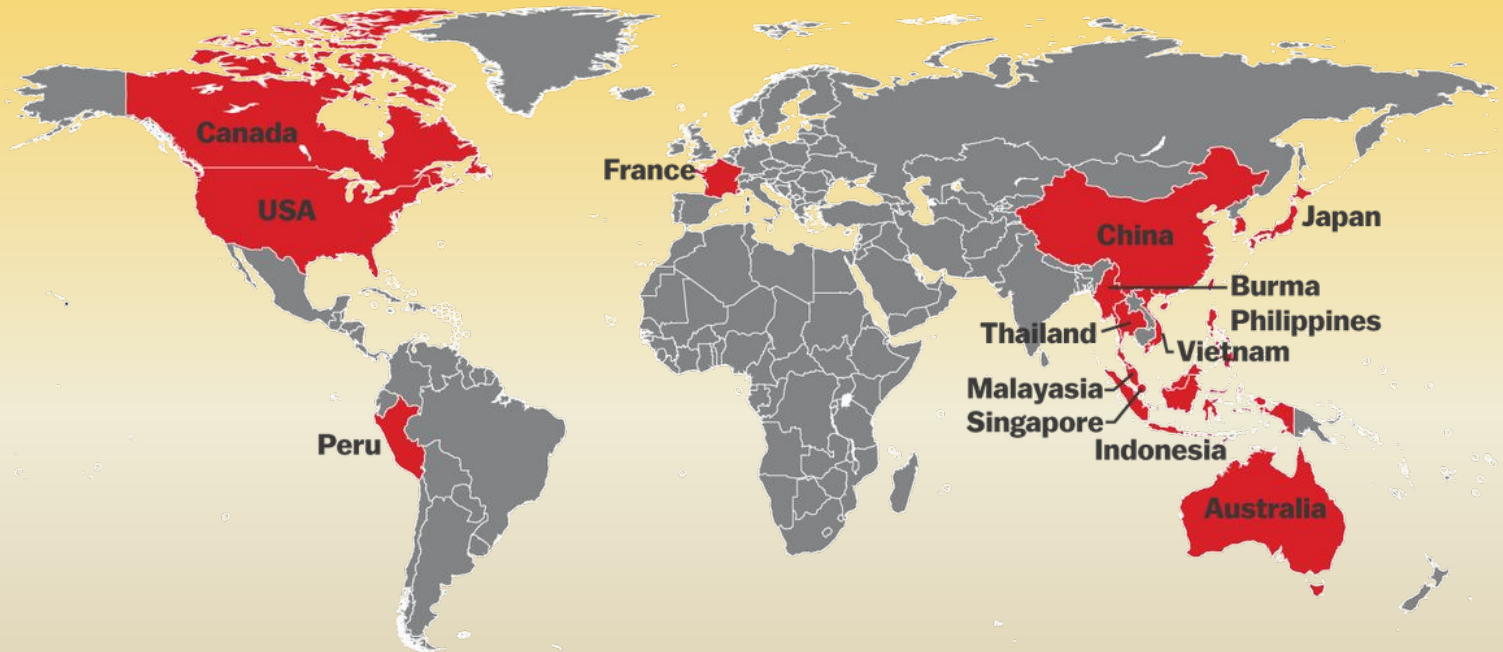 Canada
France
USA
Japan
China
Burma
Philippines
Thailand
Vietnam
Malayasia
Singapore
Peru
Indonesia
Australia